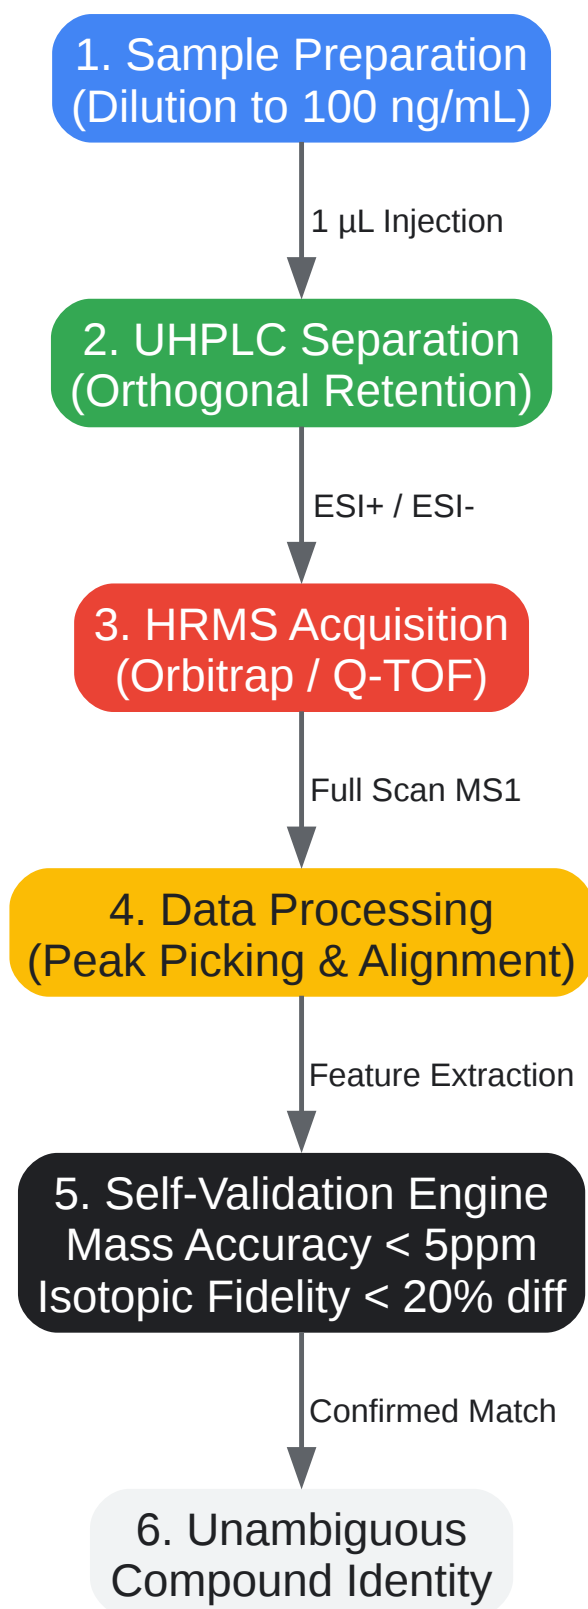 1. Sample Preparation
(Dilution to 100 ng/mL)
1 µL Injection
2. UHPLC Separation
(Orthogonal Retention)
ESI+ / ESI-
3. HRMS Acquisition
(Orbitrap / Q-TOF)
Full Scan MS1
4. Data Processing
(Peak Picking & Alignment)
Feature Extraction
5. Self-Validation Engine
Mass Accuracy < 5ppm
Isotopic Fidelity < 20% diff
Confirmed Match
6. Unambiguous
Compound Identity